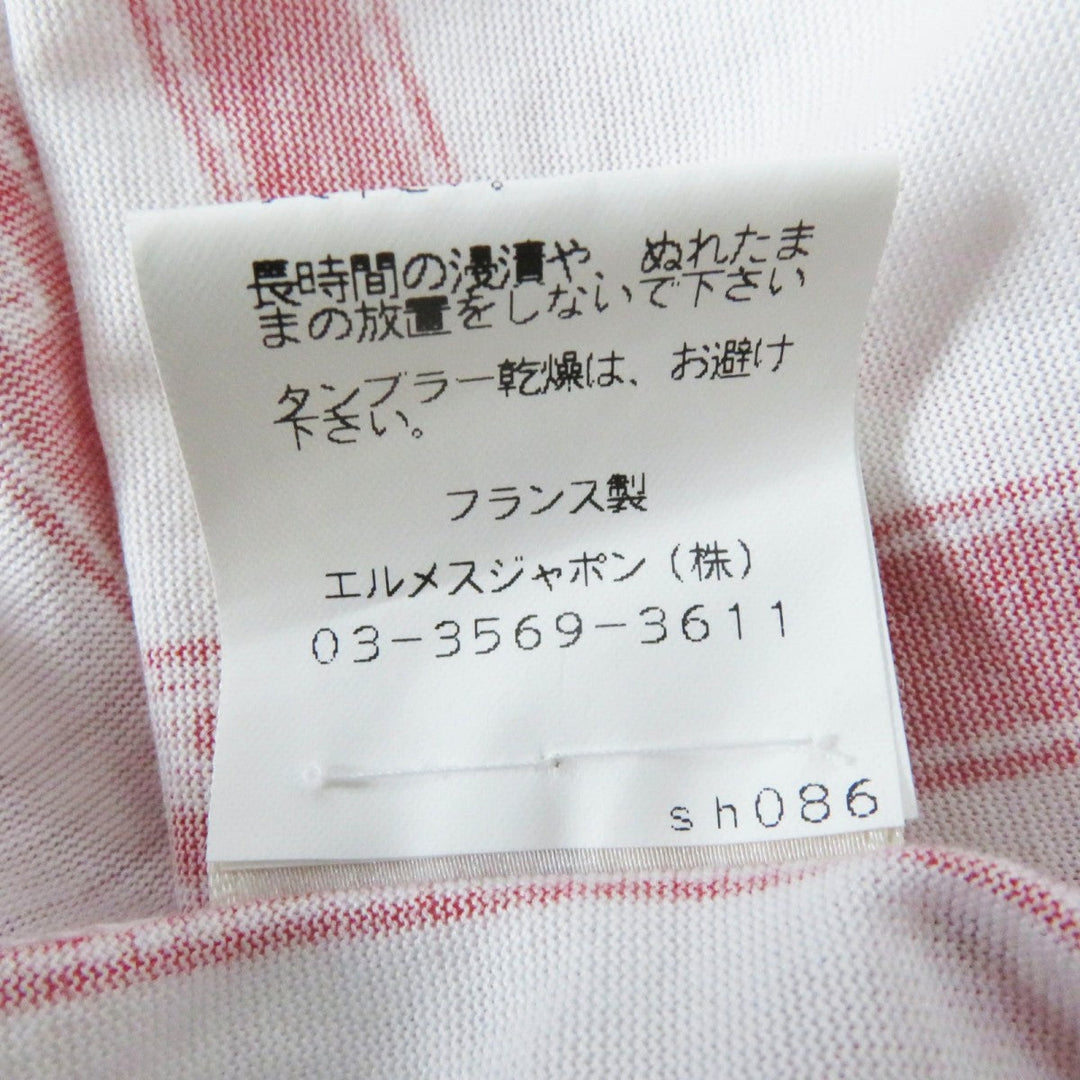 長時間の浸漬や、ぬれたま
まの放置をしないで下さい
タンブラー乾燥は、お避け
下さい。
フランス製
エルメスジャポン(株)
03-3569-3611
sh086